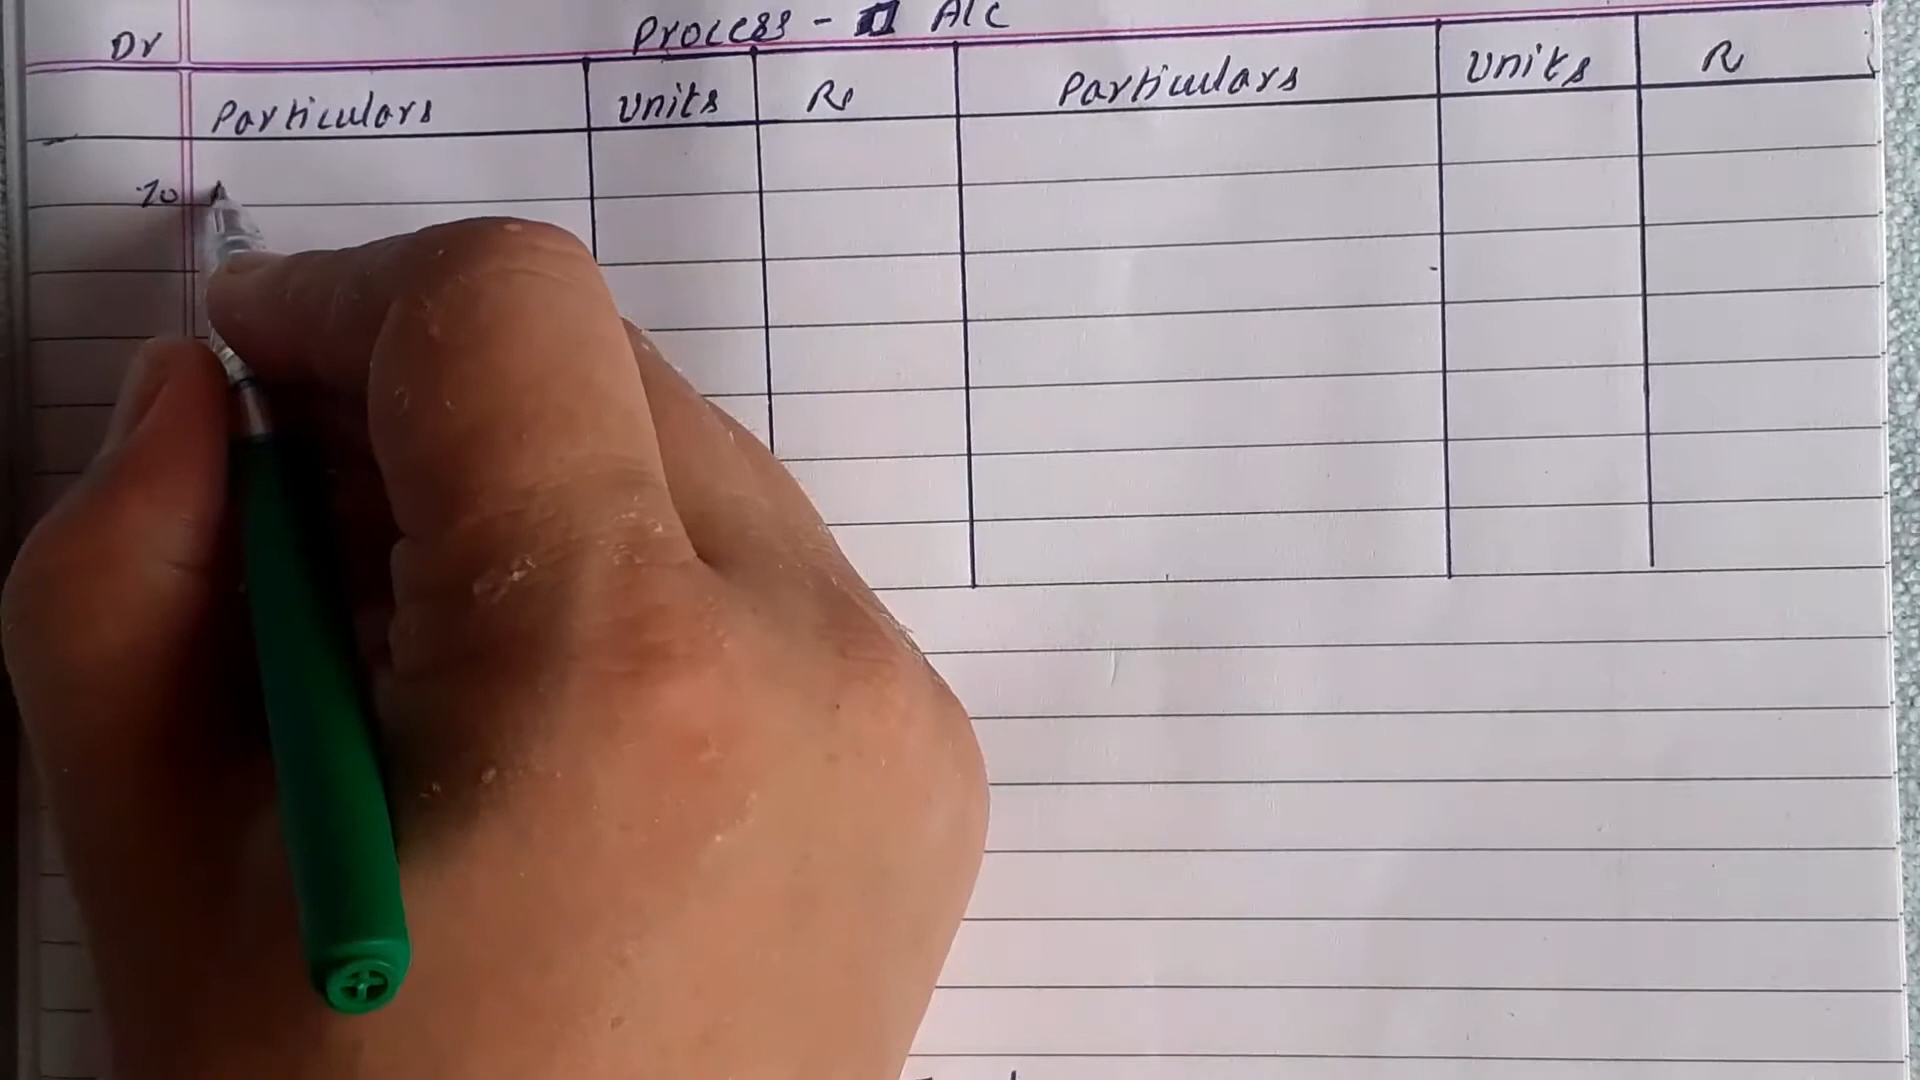 Dr Process - A/c
Particulars Units Rs Particulars Units R
To